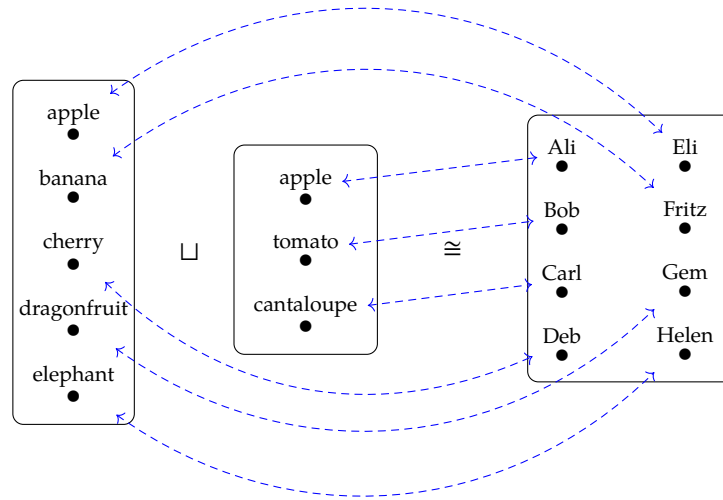 apple
banana
cherry
dragonfruit
elephant
⊔
apple
tomato
cantaloupe
≅
Ali
Eli
Bob
Fritz
Carl
Gem
Deb
Helen